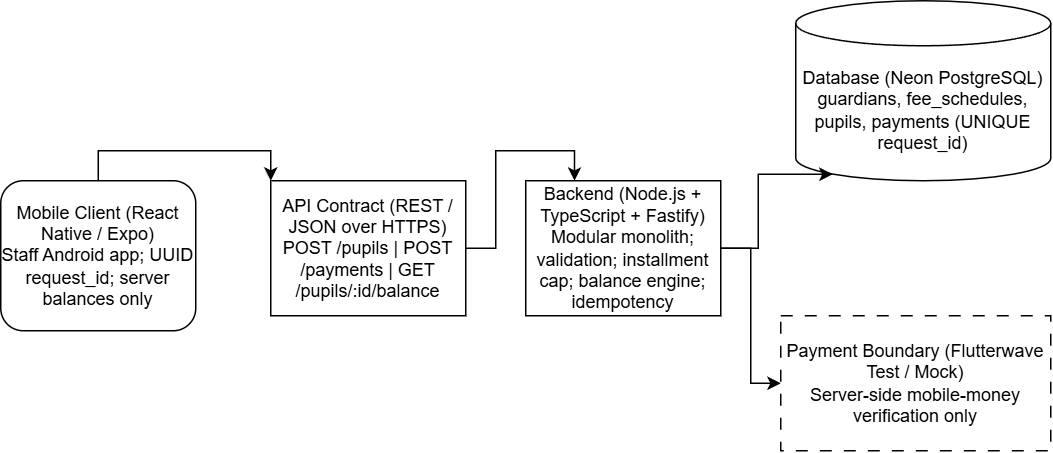 Mobile Client (React
Native / Expo)
Staff Android app; UUID
request_id; server
balances only
API Contract (REST /
JSON over HTTPS)
POST /pupils | POST
/payments | GET
/pupils/:id/balance
Backend (Node.js +
TypeScript + Fastify)
Modular monolith;
validation; installment
cap; balance engine;
idempotency
Database (Neon PostgreSQL)
guardians, fee_schedules,
pupils, payments (UNIQUE
request_id)
Payment Boundary (Flutterwave
Test / Mock)
Server-side mobile-money
verification only